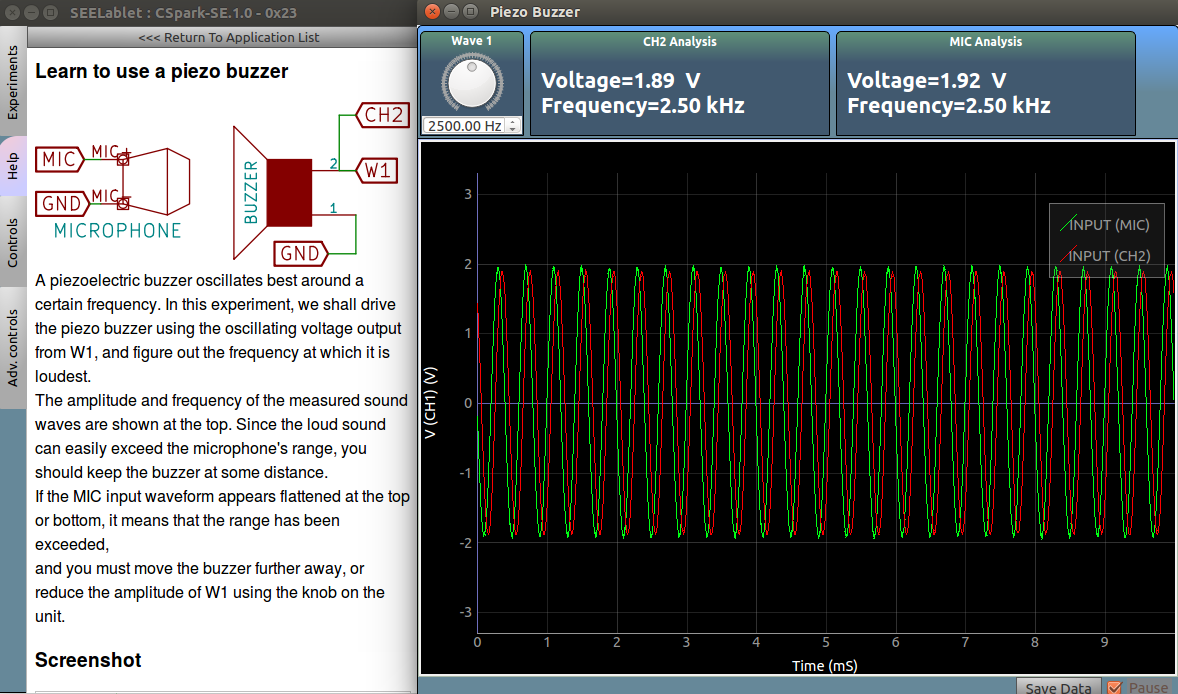 SEELablet : CSpark-SE.1.0 - 0x23
<<< Return To Application List
Experiments
Help
Controls
Adv. controls
Learn to use a piezo buzzer
MIC
MIC+
GND
MIC-
MICROPHONE
BUZZER
CH2
2
W1
1
GND
A piezoelectric buzzer oscillates best around a
certain frequency. In this experiment, we shall drive
the piezo buzzer using the oscillating voltage output
from W1, and figure out the frequency at which it is
loudest.
The amplitude and frequency of the measured sound
waves are shown at the top. Since the loud sound
can easily exceed the microphone's range, you
should keep the buzzer at some distance.
If the MIC input waveform appears flattened at the top
or bottom, it means that the range has been
exceeded,
and you must move the buzzer further away, or
reduce the amplitude of W1 using the knob on the
unit.
Screenshot
Piezo Buzzer
Wave 1
2500.00 Hz
CH2 Analysis
Voltage=1.89 V
Frequency=2.50 kHz
MIC Analysis
Voltage=1.92 V
Frequency=2.50 kHz
INPUT (MIC)
INPUT (CH2)
V (CH1) (V)
3
2
1
0
-1
-2
-3
0 1 2 3 4 5 6 7 8 9
Time (mS)
Save Data
Pause